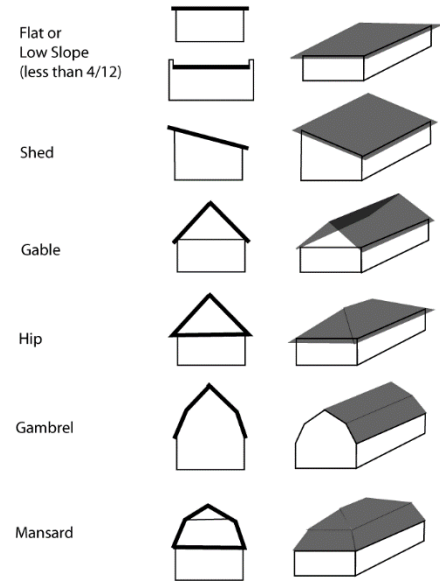 Flat or
Low Slope
(less than 4/12)
Shed
Gable
Hip
Gambrel
Mansard